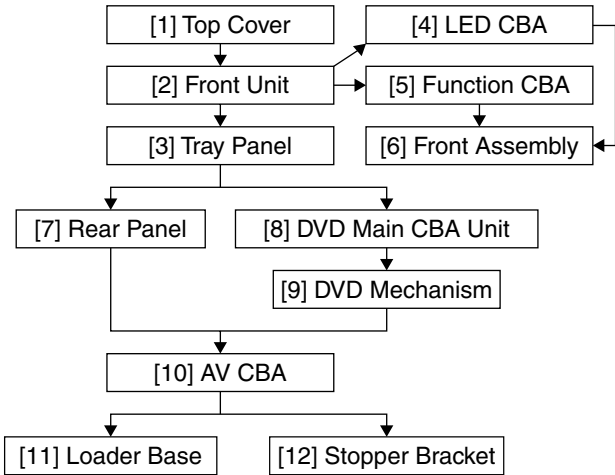 [1] Top Cover
[4] LED CBA
[2] Front Unit
[5] Function CBA
[3] Tray Panel
[6] Front Assembly
[7] Rear Panel
[8] DVD Main CBA Unit
[9] DVD Mechanism
[10] AV CBA
[11] Loader Base
[12] Stopper Bracket